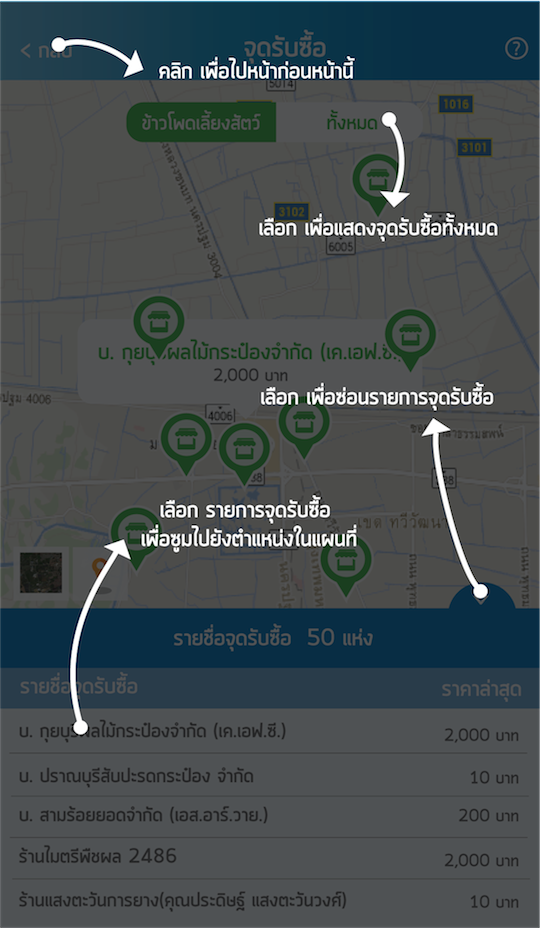 < กลับ
จุดรับซื้อ
?
คลิก เพื่อไปหน้าก่อนหน้านี้
5014
1016
ข้าวโพดเลี้ยงสัตว์
ทั้งหมด
3101
3102
เลือก เพื่อแสดงจุดรับซื้อทั้งหมด
6005
บ. กุยบุรีผลไม้กระป๋องจำกัด (เค.เอฟ.ซี.)
2,000 บาท
เลือก เพื่อซ่อนรายการจุดรับซื้อ
4006
4006
เลือก รายการจุดรับซื้อ
เพื่อซูมไปยังตำแหน่งในแผนที่
เขต ทวีวัฒนา
รายชื่อจุดรับซื้อ 50 แห่ง
รายชื่อจุดรับซื้อ
ราคาล่าสุด
บ. กุยบุรีผลไม้กระป๋องจำกัด (เค.เอฟ.ซี.)
2,000 บาท
บ. ปราณบุรีสับปะรดกระป๋อง จำกัด
10 บาท
บ. สามร้อยยอดจำกัด (เอส.อาร์.วาย.)
200 บาท
ร้านไมตรีพืชผล 2486
2,000 บาท
ร้านแสงตะวันการยาง(คุณประดิษฐ์ แสงตะวันวงศ์)
10 บาท